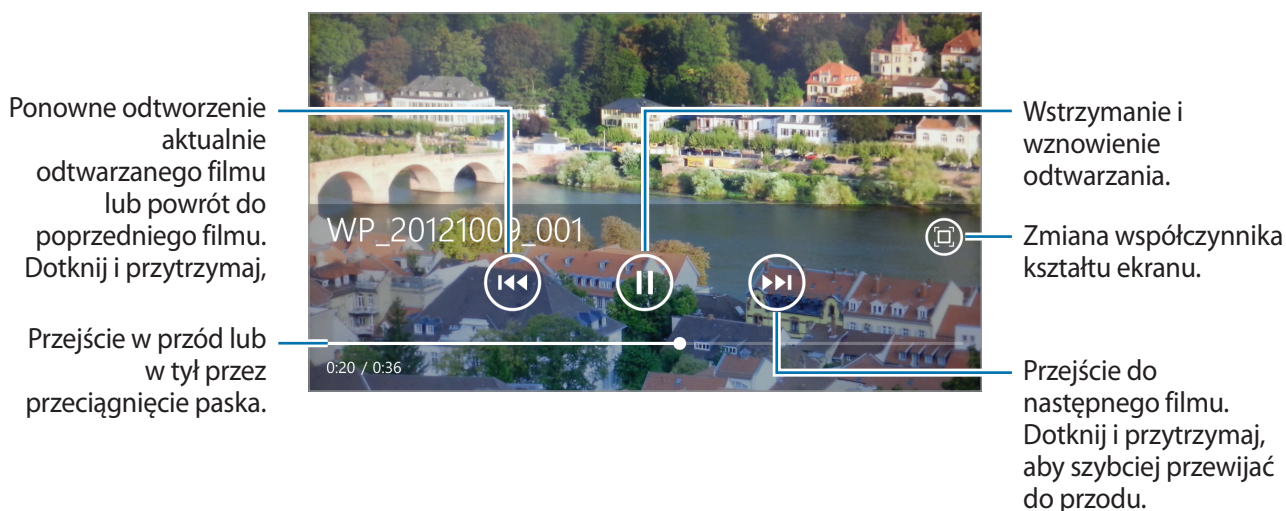 Ponowne odtworzenie
aktualnie
odtwarzanego filmu
lub powrót do
poprzedniego filmu.
Dotknij i przytrzymaj,
Przejście w przód lub
w tył przez
przeciągnięcie paska.
WP_20121009_001
0:20 / 0:36
Wstrzymanie i
wznowienie
odtwarzania.
Zmiana współczynnika
kształtu ekranu.
Przejście do
następnego filmu.
Dotknij i przytrzymaj,
aby szybciej przewijać
do przodu.